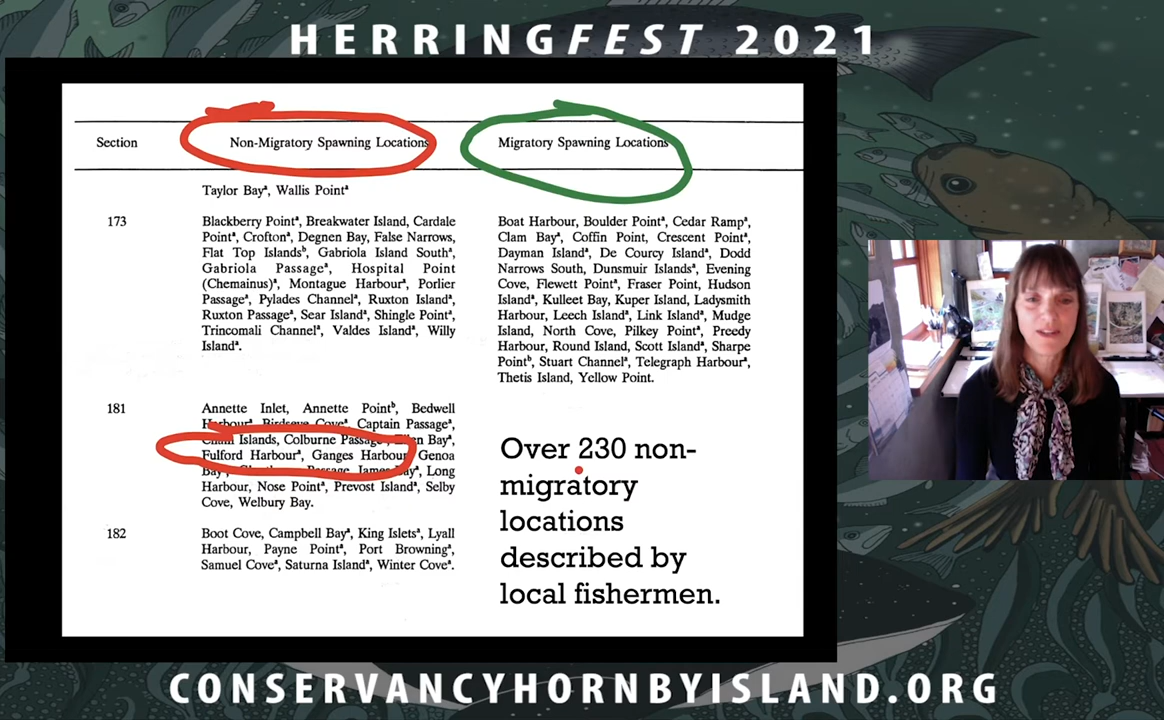 HERRINGFEST 2021
Section Non-Migratory Spawning Locations Migratory Spawning Locations
Taylor Bayᵃ, Wallis Pointᵃ
173
Blackberry Pointᵃ, Breakwater Island, Cardale
Pointᵃ, Croftonᵃ, Degnen Bay, False Narrows,
Flat Top Islandsᵇ, Gabriola Island Southᵃ,
Gabriola Passageᵃ, Hospital Point
(Chemainus)ᵃ, Montague Harbourᵃ, Porlier
Passageᵃ, Pylades Channelᵃ, Ruxton Islandᵃ,
Ruxton Passageᵃ, Sear Islandᵃ, Shingle Pointᵃ,
Trincomali Channelᵃ, Valdes Islandᵃ, Willy
Islandᵃ.
Boat Harbour, Boulder Pointᵃ, Cedar Rampᵃ,
Clam Bayᵃ, Coffin Point, Crescent Pointᵃ,
Dayman Islandᵃ, De Courcy Islandᵃ, Dodd
Narrows South, Dunsmuir Islandsᵃ, Evening
Cove, Flewett Pointᵃ, Fraser Point, Hudson
Islandᵃ, Kulleet Bay, Kuper Island, Ladysmith
Harbour, Leech Islandᵃ, Link Islandᵃ, Mudge
Island, North Cove, Pilkey Pointᵃ, Preedy
Harbour, Round Island, Scott Islandᵃ, Sharpe
Pointᵇ, Stuart Channelᵃ, Telegraph Harbourᵃ,
Thetis Island, Yellow Point.
181
Annette Inlet, Annette Pointᵇ, Bedwell
Harbourᵃ, Birdseye Coveᵃ, Captain Passageᵃ,
Islands, Colburne Passage Bayᵃ,
Fulford Harbourᵃ, Ganges Harbour Genoa
Passage James Bayᵃ, Long
Harbour, Nose Pointᵃ, Prevost Islandᵃ, Selby
Cove, Welbury Bay.
182
Boot Cove, Campbell Bayᵃ, King Isletsᵃ, Lyall
Harbour, Payne Pointᵃ, Port Browningᵃ,
Samuel Coveᵃ, Saturna Islandᵃ, Winter Coveᵃ.
Over 230 non-
migratory
locations
described by
local fishermen.
CONSERVANCYHORNBYISLAND.ORG